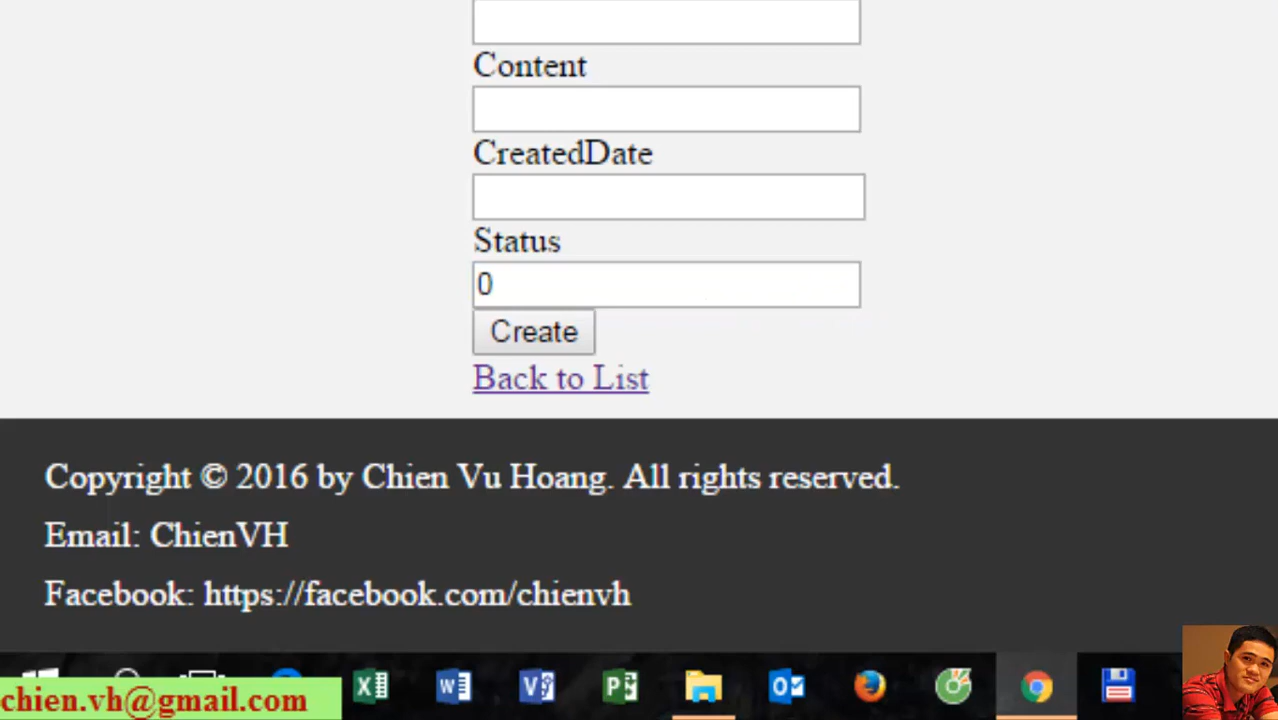 Content
CreatedDate
Status
0
Create
Back to List
Copyright © 2016 by Chien Vu Hoang. All rights reserved.
Email: ChienVH
Facebook: https://facebook.com/chienvh
chien.vh@gmail.com